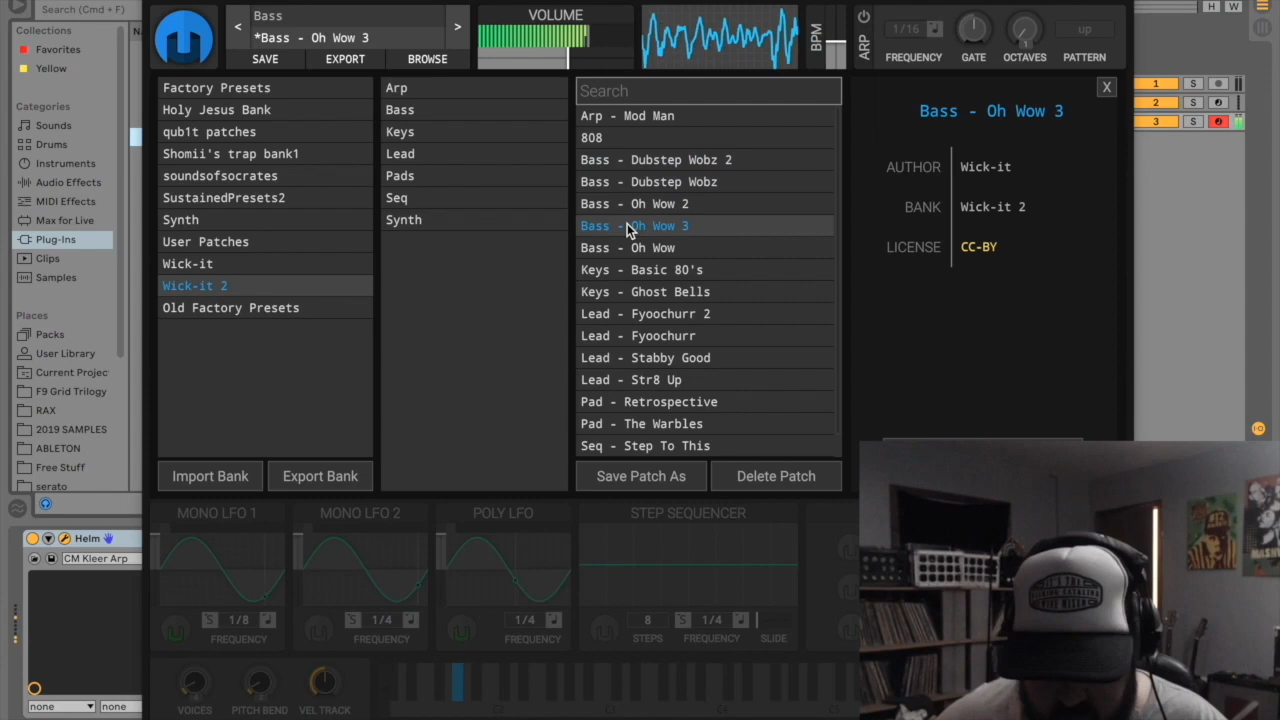 Search (Cmd + F)
Collections
Favorites
Yellow
Categories
Sounds
Drums
Instruments
Audio Effects
MIDI Effects
Max for Live
Plug-Ins
Clips
Samples
Places
Packs
User Library
Current Projec
F9 Grid Trilogy
RAX
2019 SAMPLES
ABLETON
Free Stuff
serato
Na
<
Bass
*Bass - Oh Wow 3
>
SAVE
EXPORT
BROWSE
VOLUME
BPM
ARP
1/16
FREQUENCY
GATE
1
OCTAVES
up
PATTERN
H
W
1
S
2
S
3
S
Factory Presets
Holy Jesus Bank
qub1t patches
Shomii's trap bank1
soundsofsocrates
SustainedPresets2
Synth
User Patches
Wick-it
Wick-it 2
Old Factory Presets
Import Bank
Export Bank
Arp
Bass
Keys
Lead
Pads
Seq
Synth
Search
Arp - Mod Man
808
Bass - Dubstep Wobz 2
Bass - Dubstep Wobz
Bass - Oh Wow 2
Bass - Oh Wow 3
Bass - Oh Wow
Keys - Basic 80's
Keys - Ghost Bells
Lead - Fyoochurr 2
Lead - Fyoochurr
Lead - Stabby Good
Lead - Str8 Up
Pad - Retrospective
Pad - The Warbles
Seq - Step To This
Save Patch As
Delete Patch
X
Bass - Oh Wow 3
AUTHOR
Wick-it
BANK
Wick-it 2
LICENSE
CC-BY
MONO LFO 1
S
1/8
FREQUENCY
MONO LFO 2
S
1/4
FREQUENCY
POLY LFO
1/4
FREQUENCY
STEP SEQUENCER
8
STEPS
S
1/4
FREQUENCY
SLIDE
VOICES
PITCH BEND
VEL TRACK
Helm
CM Kleer Arp
none
none